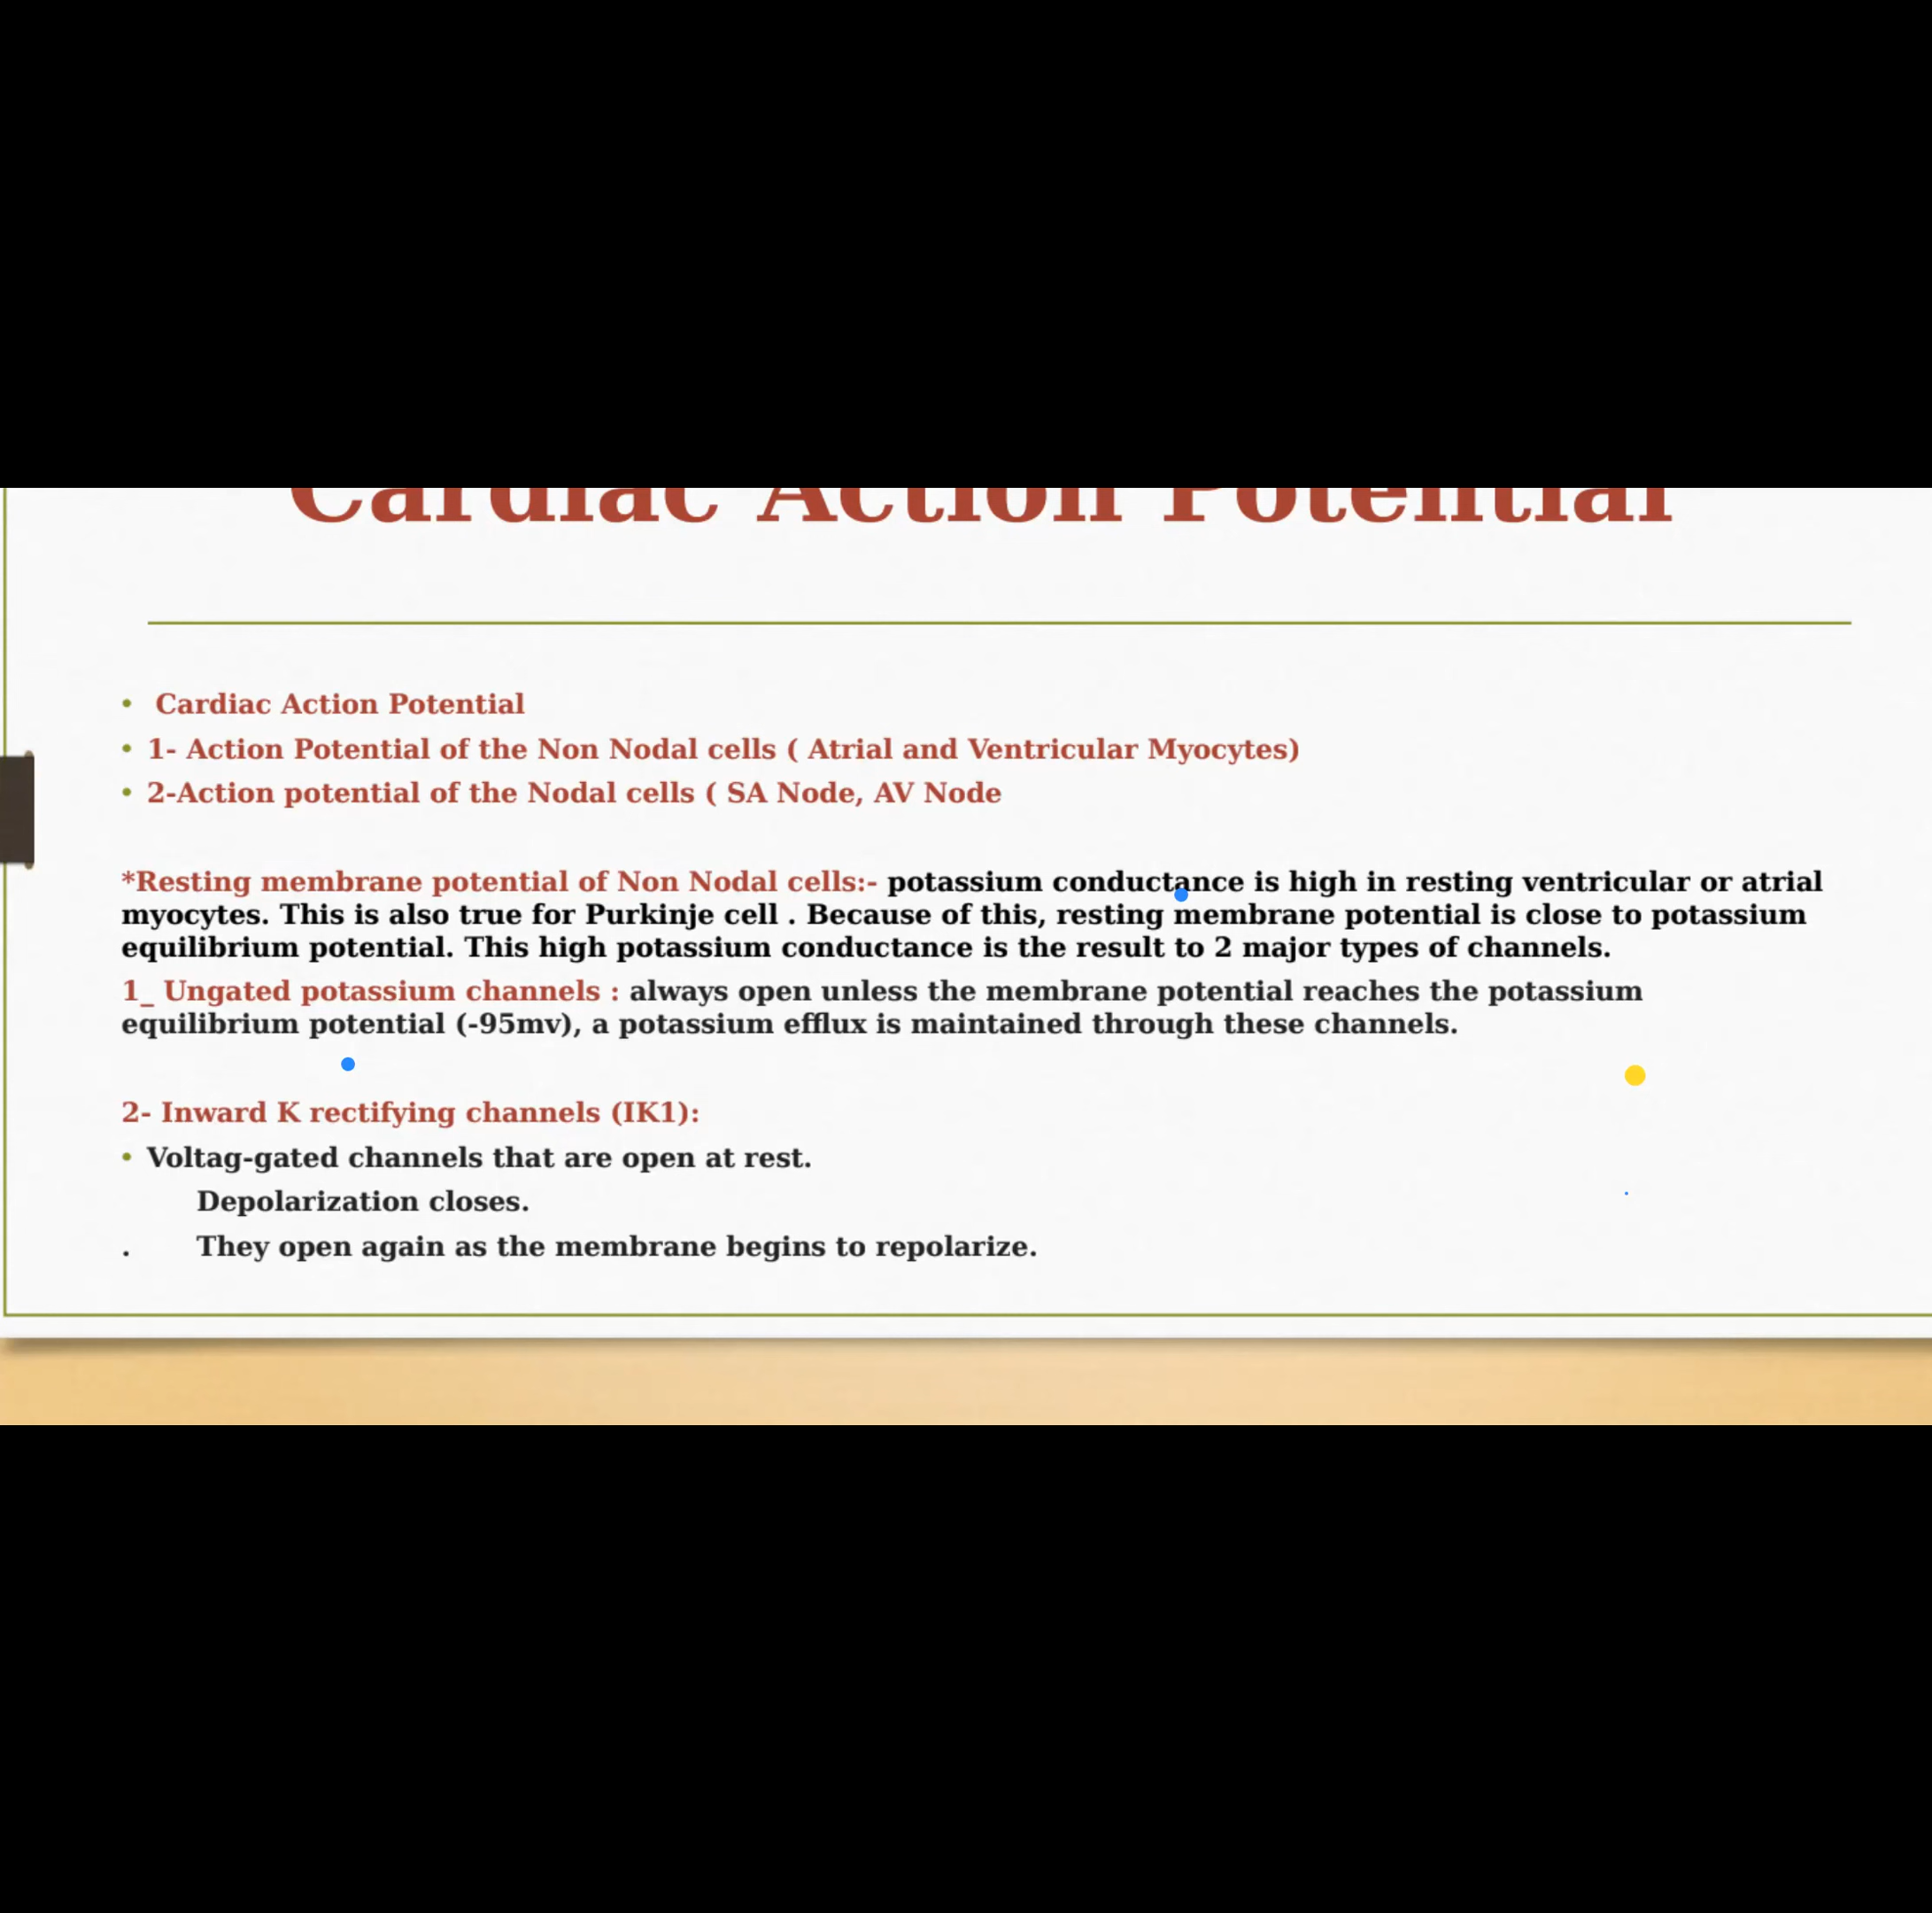 Cardiac Action Potential
• Cardiac Action Potential
• 1- Action Potential of the Non Nodal cells ( Atrial and Ventricular Myocytes)
• 2-Action potential of the Nodal cells ( SA Node, AV Node
*Resting membrane potential of Non Nodal cells:- potassium conductance is high in resting ventricular or atrial
myocytes. This is also true for Purkinje cell . Because of this, resting membrane potential is close to potassium
equilibrium potential. This high potassium conductance is the result to 2 major types of channels.
1_ Ungated potassium channels : always open unless the membrane potential reaches the potassium
equilibrium potential (-95mv), a potassium efflux is maintained through these channels.
2- Inward K rectifying channels (IK1):
• Voltag-gated channels that are open at rest.
Depolarization closes.
. They open again as the membrane begins to repolarize.